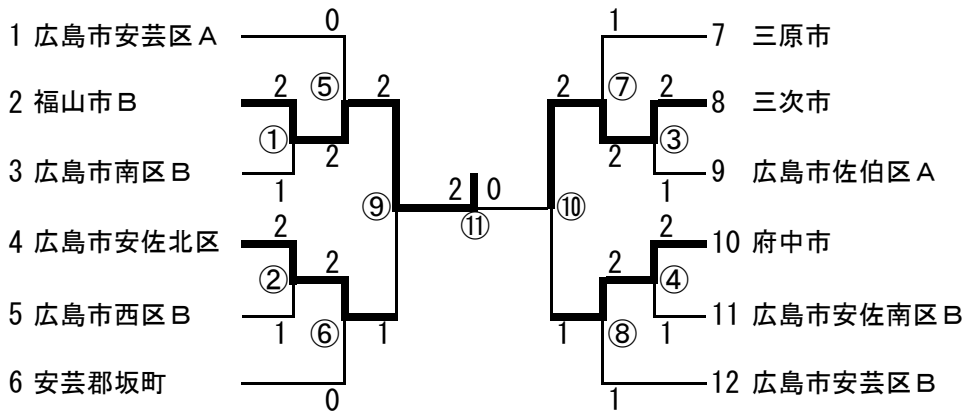 0
1
1 広島市安芸区A
7 三原市
2
⑤
2
2
⑦
2
2 福山市B
8 三次市
①
2
2
③
3 広島市南区B
9 広島市佐伯区A
1
1
⑨
2
0
⑩
⑪
4 広島市安佐北区
2
2
10 府中市
2
2
②
④
5 広島市西区B
11 広島市安佐南区B
1
⑥
1
1
⑧
1
6 安芸郡坂町
12 広島市安芸区B
0
1